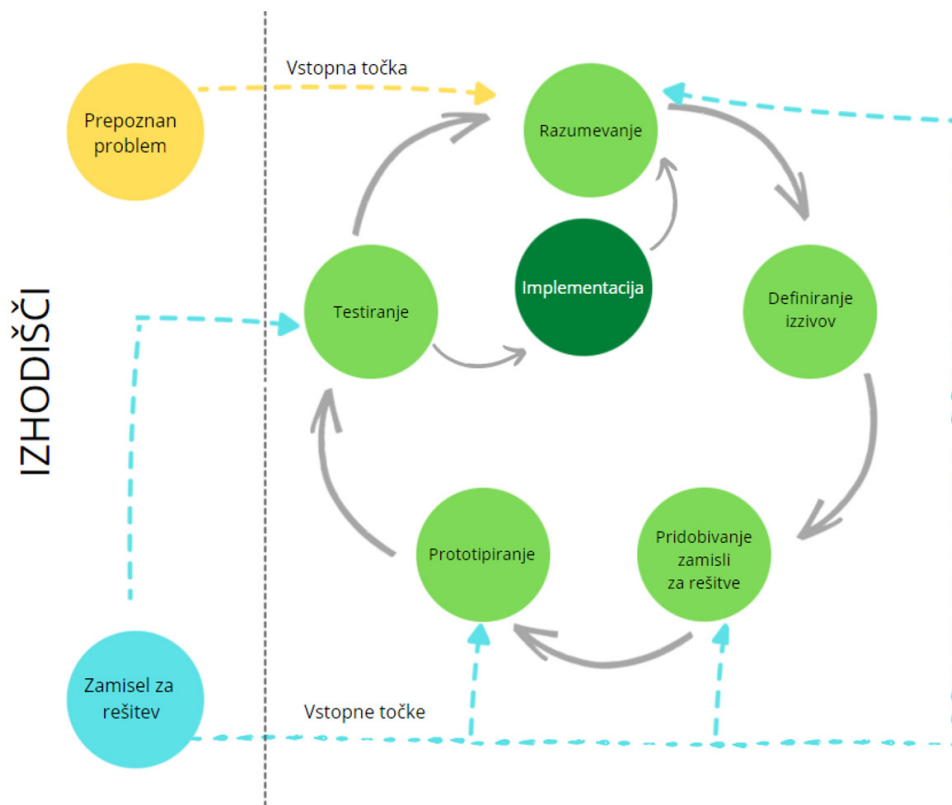 Vstopna točka
Prepoznan
problem
Razumevanje
Implementacija
Testiranje
Definiranje
izzivov
IZHODIŠČI
Prototipiranje
Pridobivanje
zamisli
za rešitve
Zamisel za
rešitev
Vstopne točke